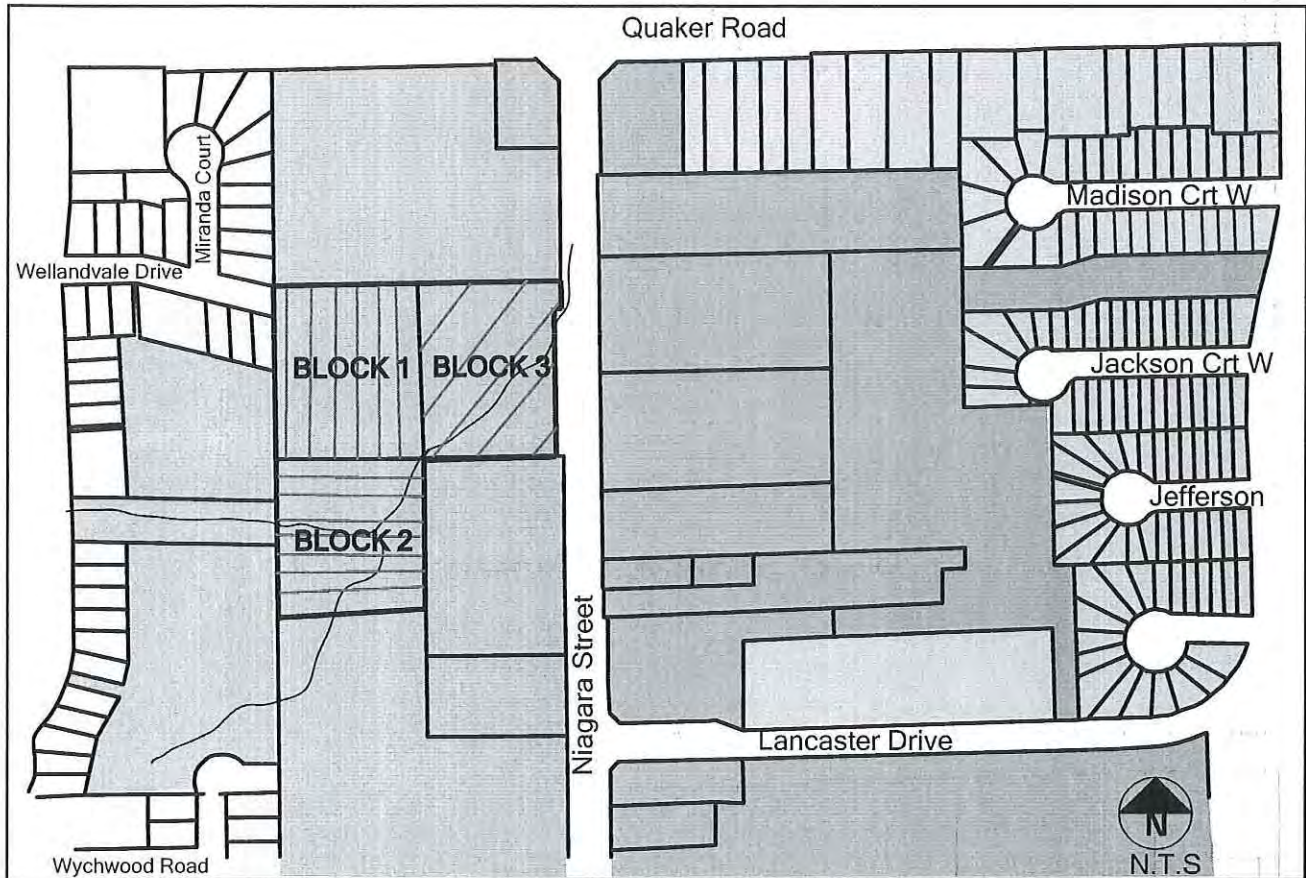 Quaker Road
Miranda Court
Madison Crt W
Wellandvale Drive
BLOCK 1
BLOCK 3
Jackson Crt W
Jefferson
BLOCK 2
Niagara Street
Lancaster Drive
N
N.T.S
Wychwood Road